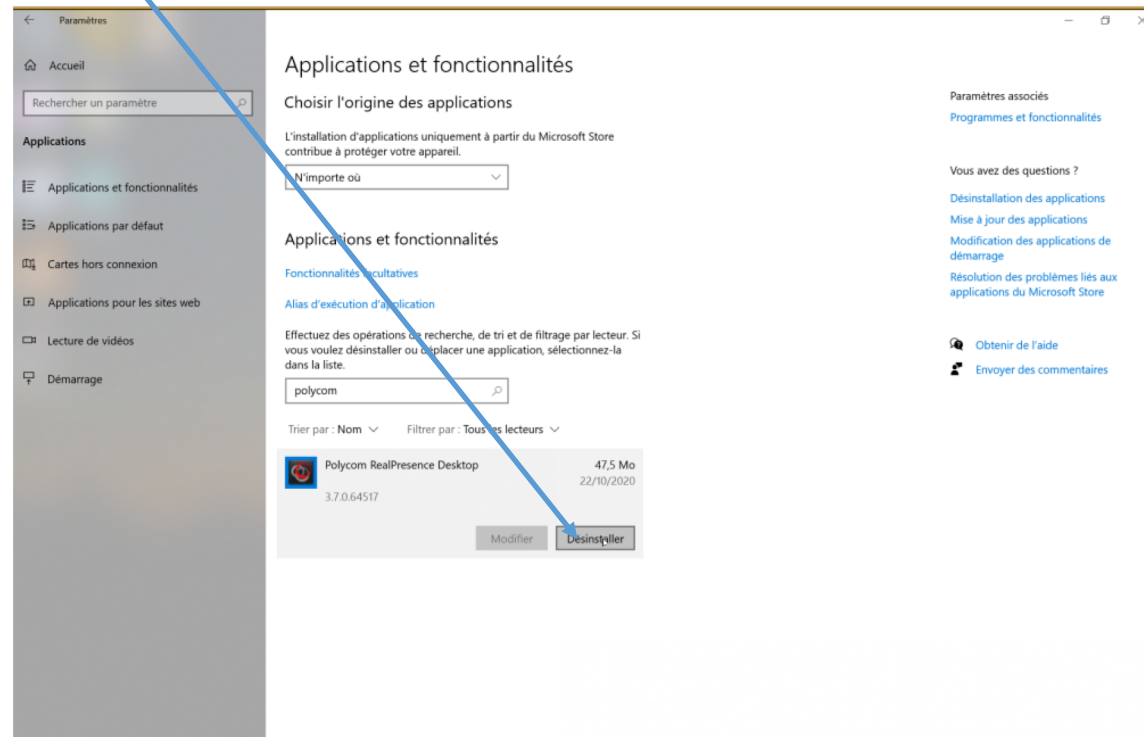 Paramètres
Accueil
Rechercher un paramètre
Applications
Applications et fonctionnalités
Applications par défaut
Cartes hors connexion
Applications pour les sites web
Lecture de vidéos
Démarrage
Applications et fonctionnalités
Choisir l'origine des applications
L'installation d'applications uniquement à partir du Microsoft Store
contribue à protéger votre appareil.
N'importe où
Applications et fonctionnalités
Fonctionnalités facultatives
Alias d'exécution d'application
Effectuez des opérations de recherche, de tri et de filtrage par lecteur. Si
vous voulez désinstaller ou déplacer une application, sélectionnez-la
dans la liste.
polycom
Trier par : Nom Filtrer par : Tous les lecteurs
Polycom RealPresence Desktop 47,5 Mo
22/10/2020
3.7.0.64517
Modifier Désinstaller
Paramètres associés
Programmes et fonctionnalités
Vous avez des questions ?
Désinstallation des applications
Mise à jour des applications
Modification des applications de
démarrage
Résolution des problèmes liés aux
applications du Microsoft Store
Obtenir de l'aide
Envoyer des commentaires